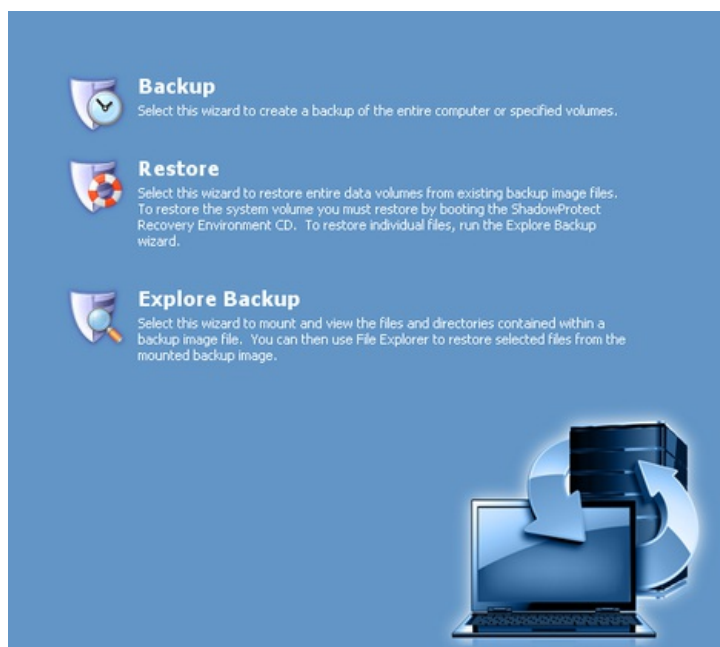 Backup
Select this wizard to create a backup of the entire computer or specified volumes.
Restore
Select this wizard to restore entire data volumes from existing backup image files.
To restore the system volume you must restore by booting the ShadowProtect
Recovery Environment CD.  To restore individual files, run the Explore Backup
wizard.
Explore Backup
Select this wizard to mount and view the files and directories contained within a
backup image file.  You can then use File Explorer to restore selected files from the
mounted backup image.